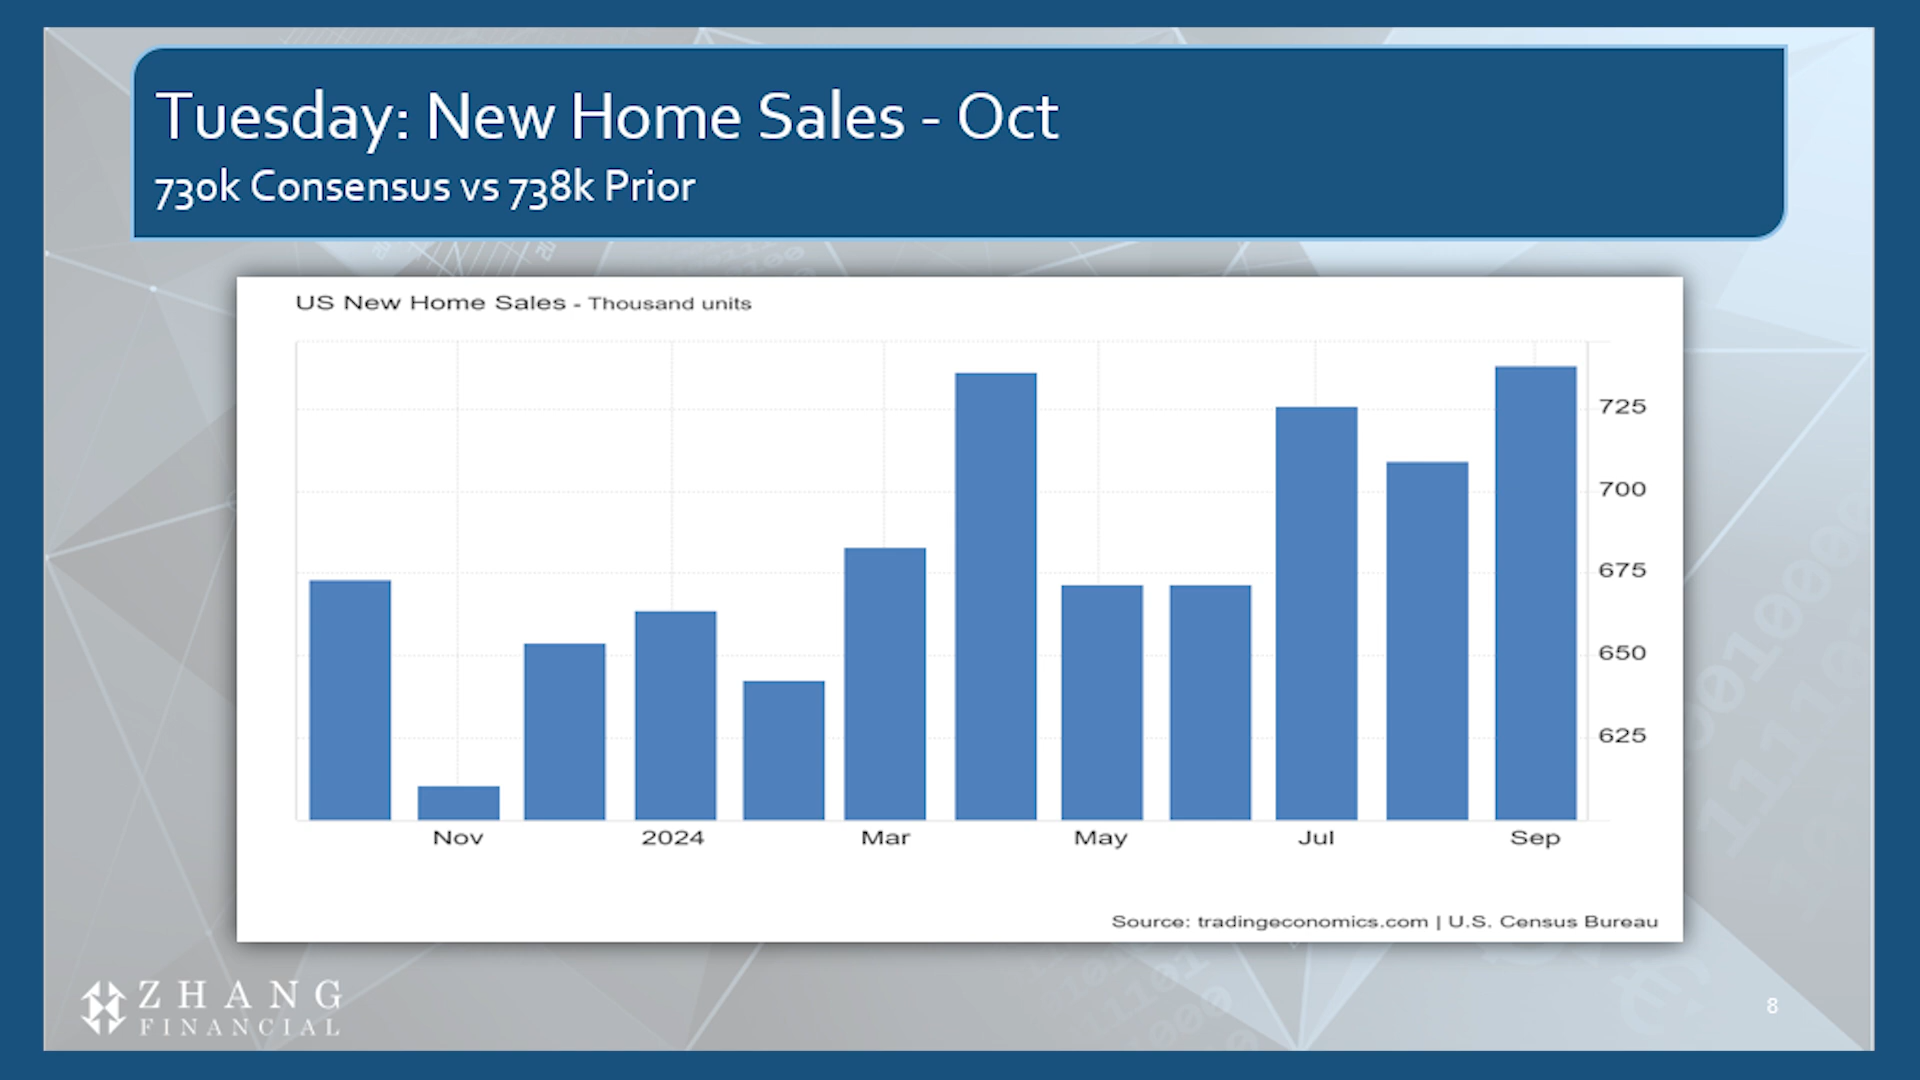 Tuesday: New Home Sales - Oct
730k Consensus vs 738k Prior
US New Home Sales - Thousand units
725
700
675
650
625
Nov 2024 Mar May Jul Sep
Source: tradingeconomics.com | U.S. Census Bureau
ZHANG
FINANCIAL
8